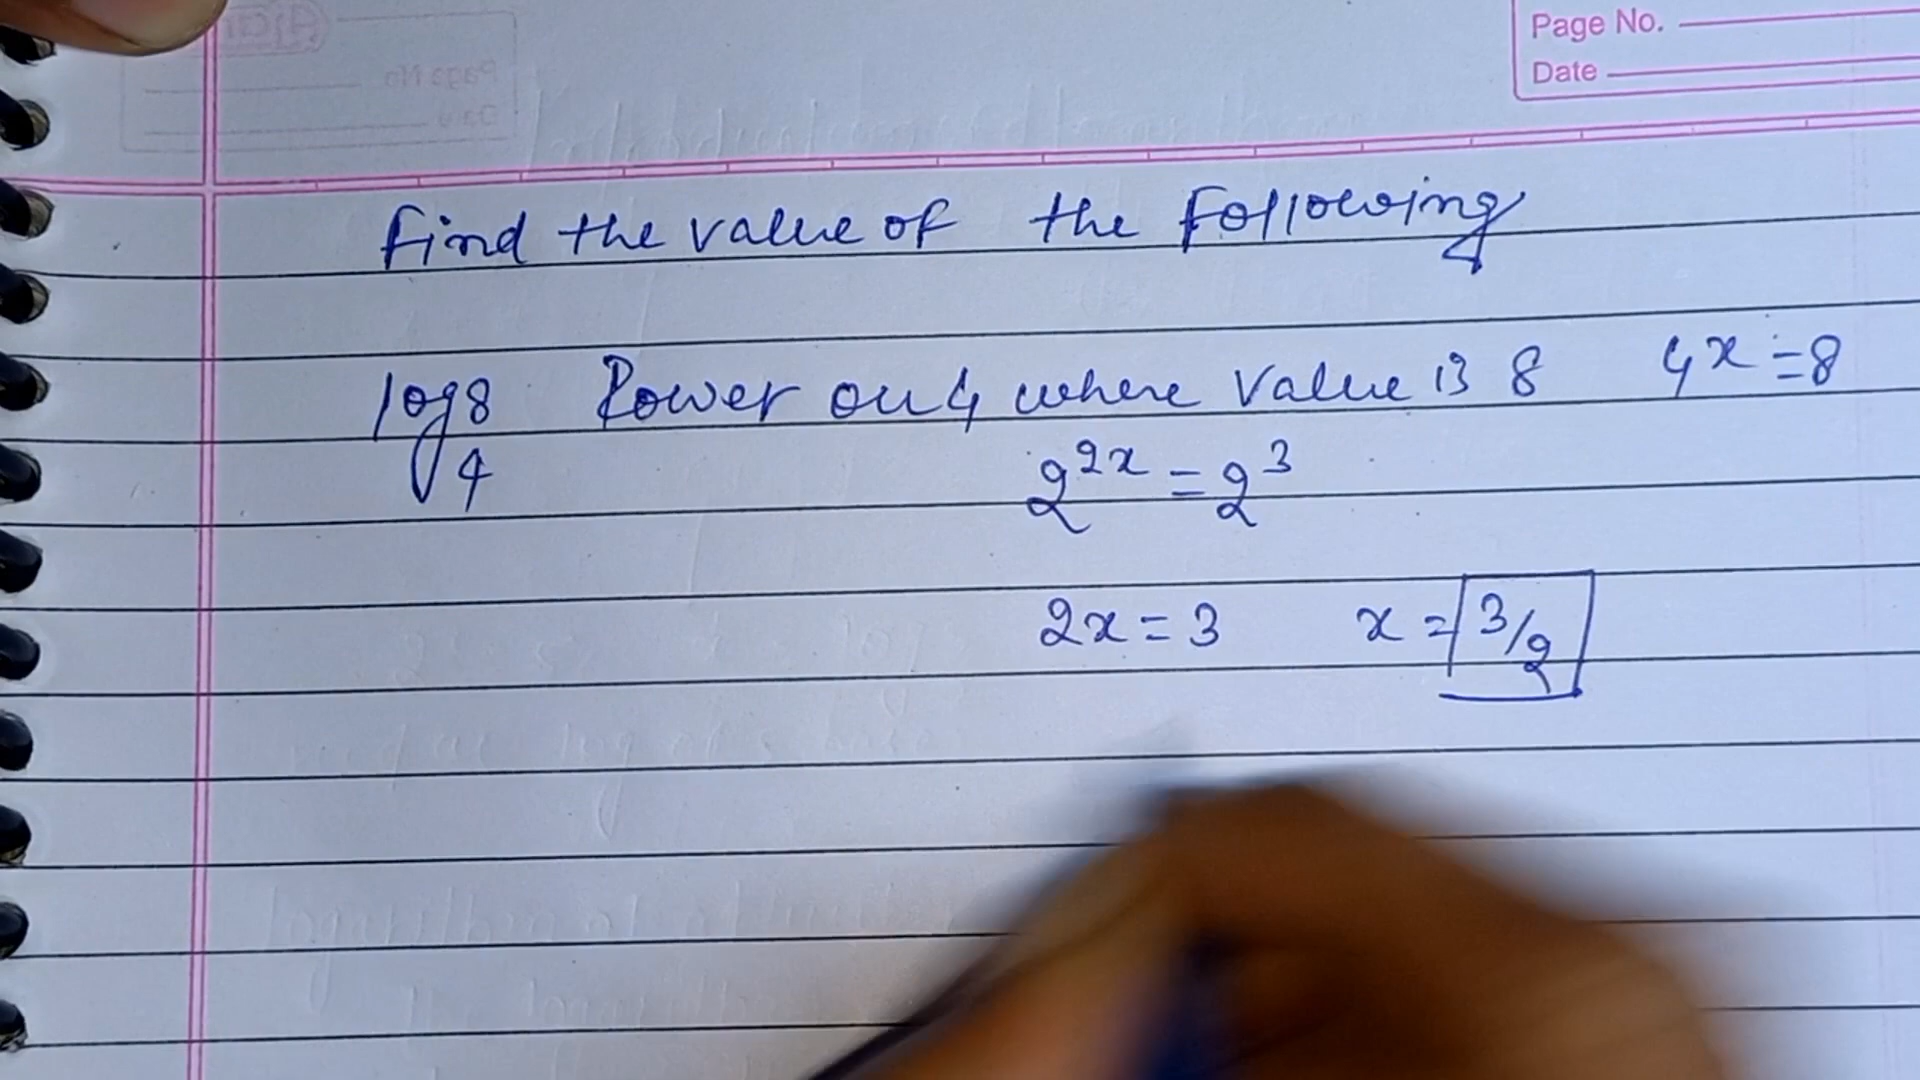 Page No.
Date
find the value of the following
log₄8 Power on 4 where value is 8 4ˣ=8
2²ˣ = 2³
2x = 3 x = 3/2